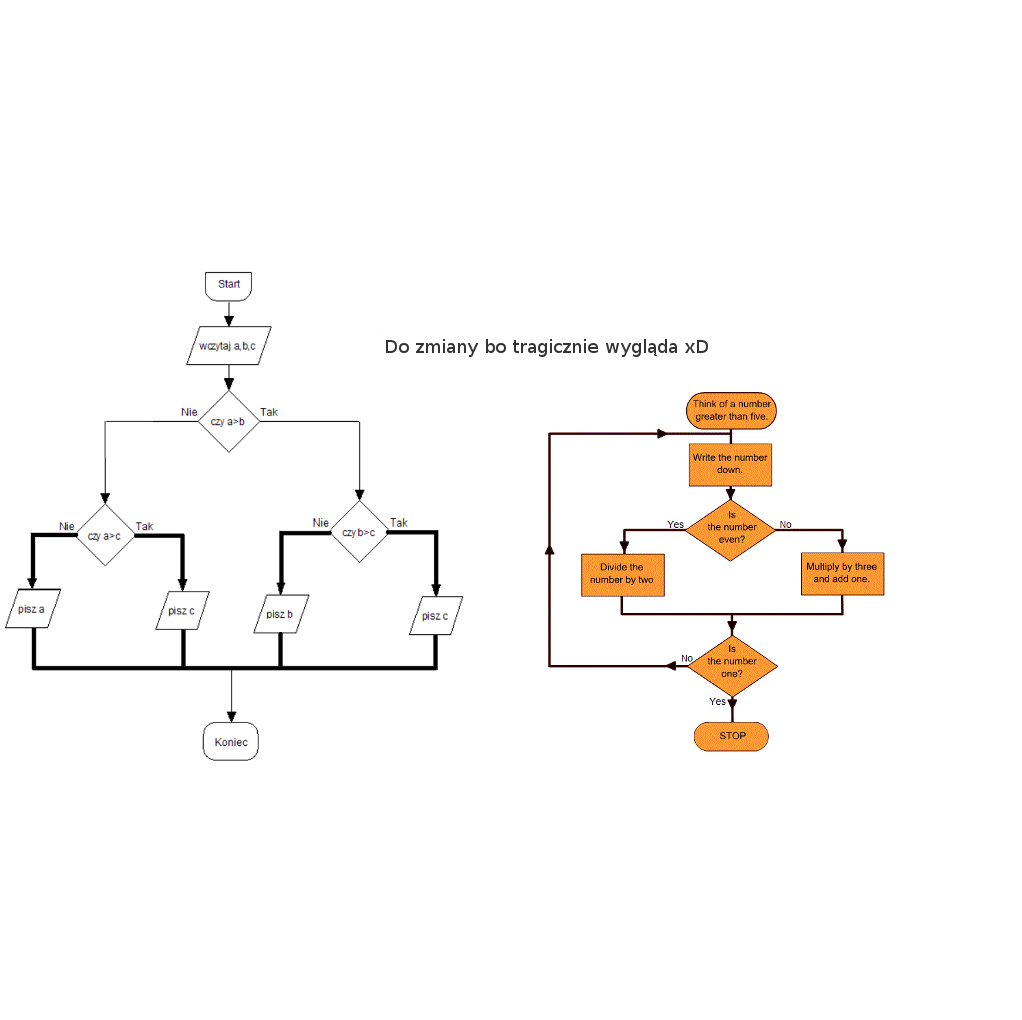 Start
wczytaj a,b,c
Nie
Tak
czy a>b
Nie
Tak
czy a>c
Nie
Tak
czy b>c
pisz a
pisz c
pisz b
pisz c
Koniec
Do zmiany bo tragicznie wygląda xD
Think of a number
greater than five.
Write the number
down.
Is
the number
even?
Yes
No
Divide the
number by two
Multiply by three
and add one.
Is
the number
one?
No
Yes
STOP